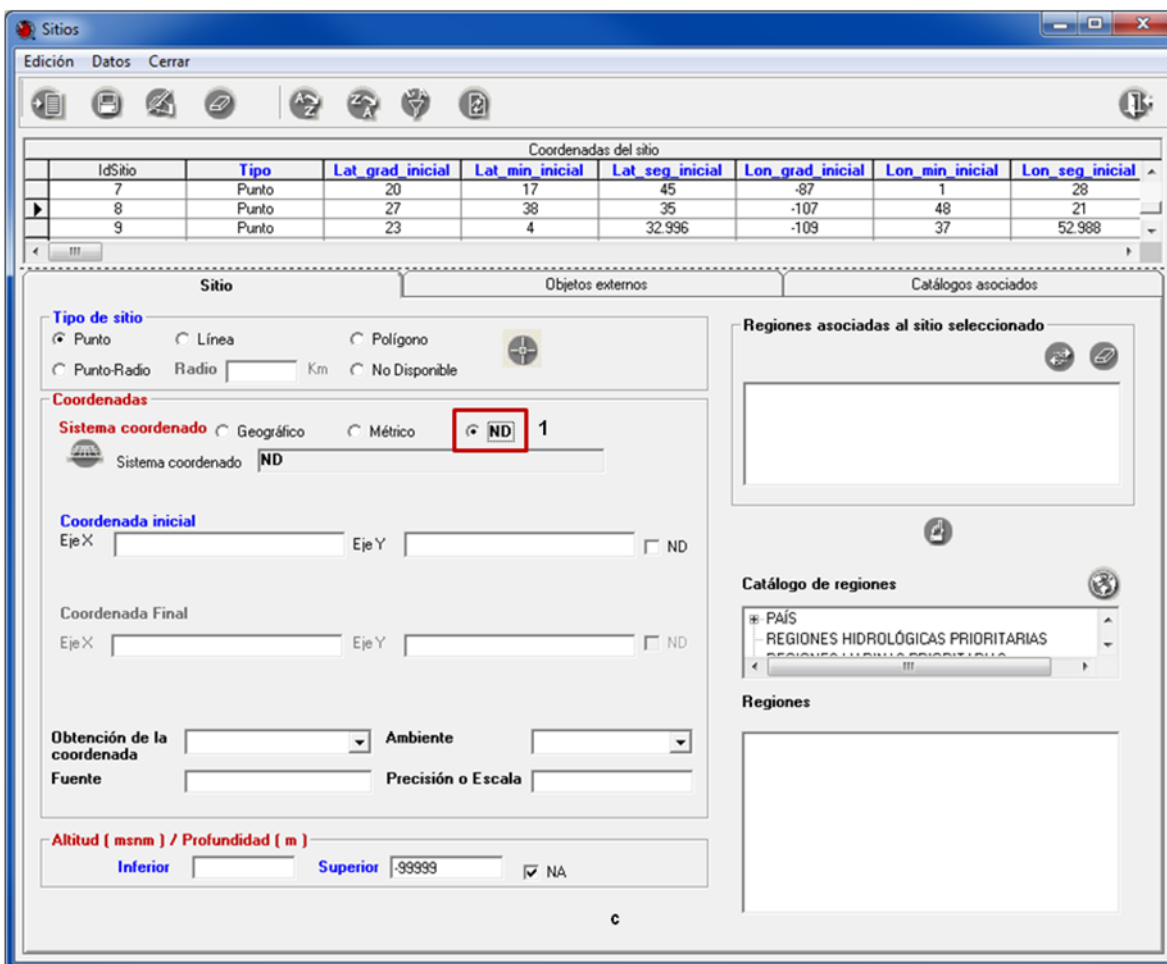 Sitios
Edición Datos Cerrar
Coordenadas del sitio
IdSitio Tipo Lat_grad_inicial Lat_min_inicial Lat_seg_inicial Lon_grad_inicial Lon_min_inicial Lon_seg_inicial
7 Punto 20 17 45 -87 1 28
8 Punto 27 38 35 -107 48 21
9 Punto 23 4 32.996 -109 37 52.988
Sitio Objetos externos Catálogos asociados
Tipo de sitio
Punto Línea Polígono
Punto-Radio Radio Km No Disponible
Regiones asociadas al sitio seleccionado
Coordenadas
Sistema coordenado Geográfico Métrico ND 1
Sistema coordenado ND
Coordenada inicial
Eje X Eje Y ND
Coordenada Final
Eje X Eje Y ND
Catálogo de regiones
PAÍS
REGIONES HIDROLÓGICAS PRIORITARIAS
Regiones
Obtención de la coordenada Ambiente
Fuente Precisión o Escala
Altitud ( msnm ) / Profundidad ( m )
Inferior Superior -99999 NA
c